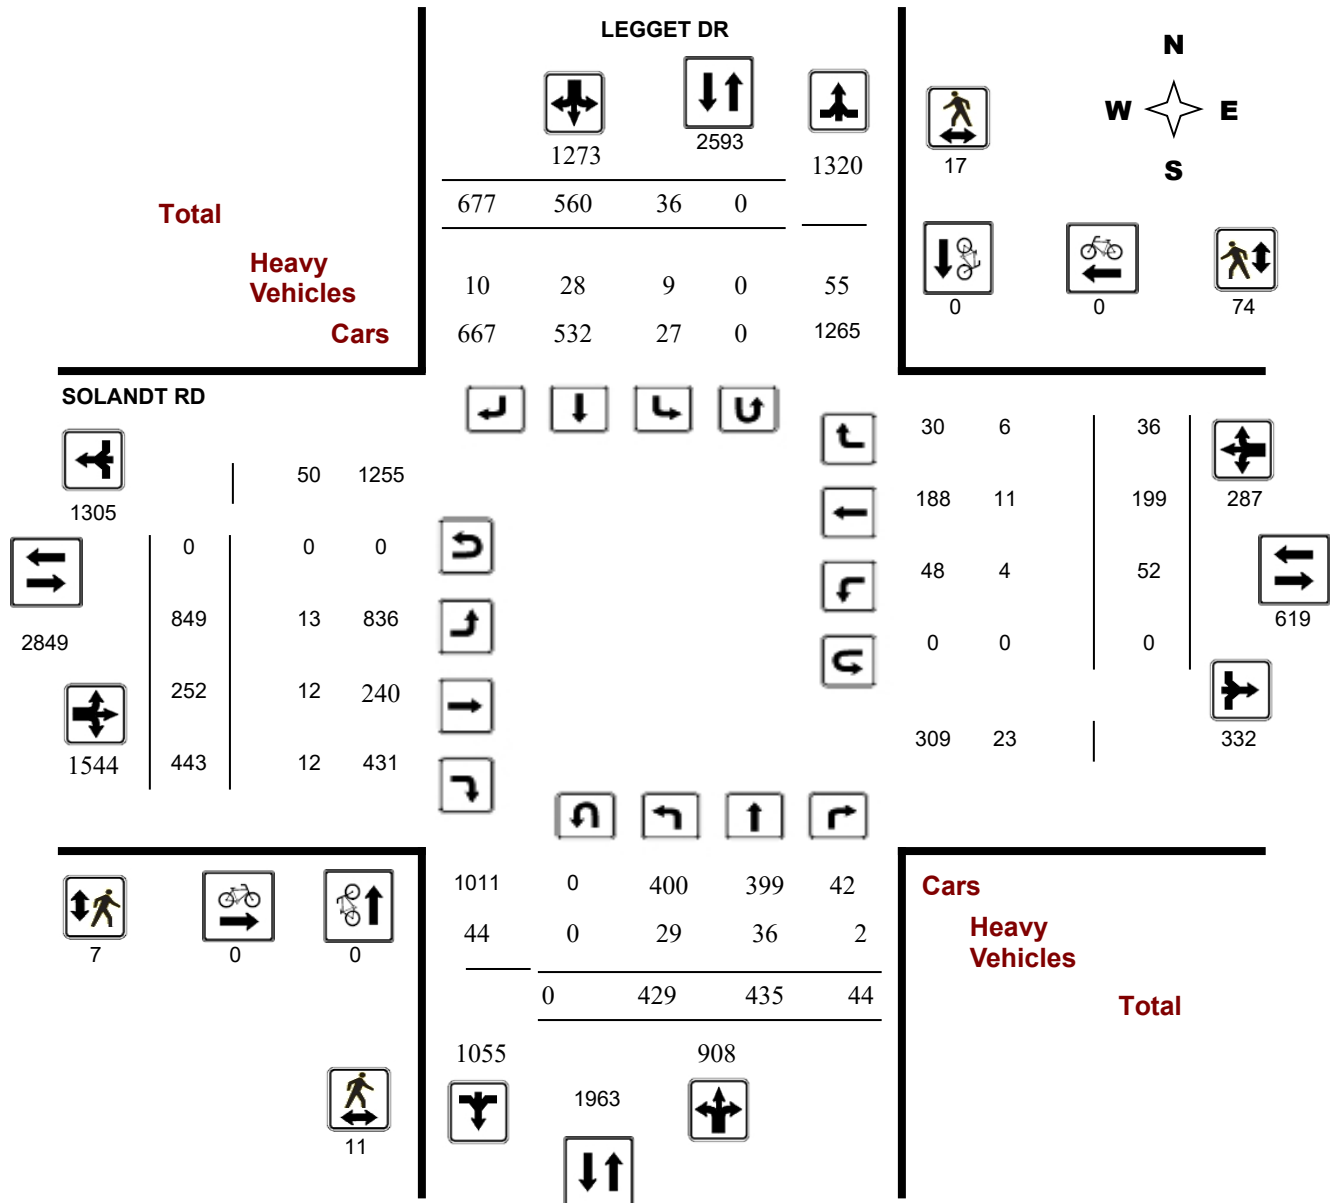 LEGGET DR
N
W E
S
1273 2593 1320 17
Total 677 560 36 0
Heavy
Vehicles 10 28 9 0 55
0 0 74
Cars 667 532 27 0 1265
SOLANDT RD
30 6 36
50 1255
1305
188 11 199 287
0 0 0
48 4 52
849 13 836
619
2849
0 0 0
252 12 240
309 23 332
1544 443 12 431
1011 0 400 399 42 Cars
44 0 29 36 2 Heavy
Vehicles
7 0 0
0 429 435 44 Total
1055 908
1963
11